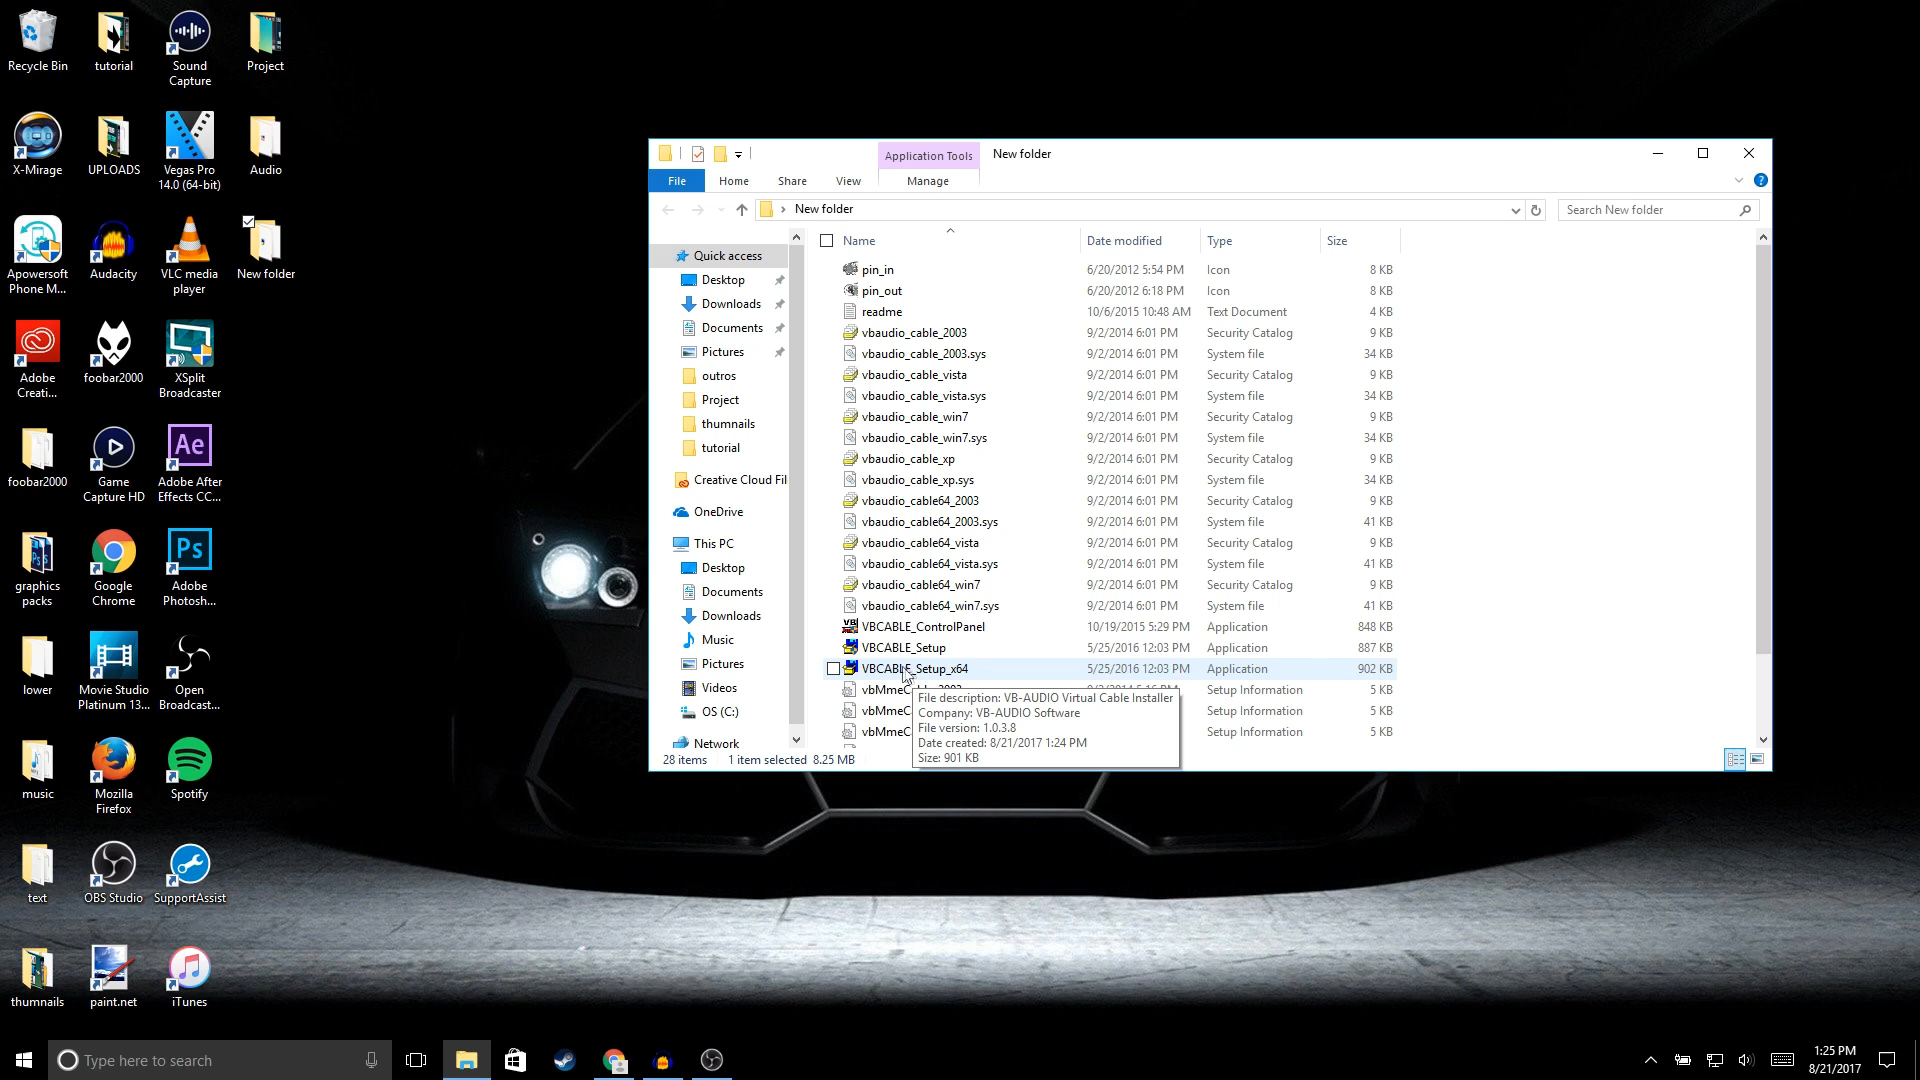 Recycle Bin
tutorial
Sound
Capture
Project
X-Mirage
UPLOADS
Vegas Pro
14.0 (64-bit)
Audio
Apowersoft
Phone M...
Audacity
VLC media
player
New folder
Adobe
Creati...
foobar2000
XSplit
Broadcaster
foobar2000
Game
Capture HD
Ae
Adobe After
Effects CC...
graphics
packs
Google
Chrome
Ps
Adobe
Photosh...
lower
Movie Studio
Platinum 13...
Open
Broadcast...
music
Mozilla
Firefox
Spotify
text
OBS Studio
SupportAssist
thumnails
paint.net
iTunes
Application Tools
New folder
File
Home
Share
View
Manage
New folder
Search New folder
Quick access
Desktop
Downloads
Documents
Pictures
outros
Project
thumnails
tutorial
Creative Cloud Fil
OneDrive
This PC
Desktop
Documents
Downloads
Music
Pictures
Videos
OS (C:)
Network
Name Date modified Type Size
pin_in 6/20/2012 5:54 PM Icon 8 KB
pin_out 6/20/2012 6:18 PM Icon 8 KB
readme 10/6/2015 10:48 AM Text Document 4 KB
vbaudio_cable_2003 9/2/2014 6:01 PM Security Catalog 9 KB
vbaudio_cable_2003.sys 9/2/2014 6:01 PM System file 34 KB
vbaudio_cable_vista 9/2/2014 6:01 PM Security Catalog 9 KB
vbaudio_cable_vista.sys 9/2/2014 6:01 PM System file 34 KB
vbaudio_cable_win7 9/2/2014 6:01 PM Security Catalog 9 KB
vbaudio_cable_win7.sys 9/2/2014 6:01 PM System file 34 KB
vbaudio_cable_xp 9/2/2014 6:01 PM Security Catalog 9 KB
vbaudio_cable_xp.sys 9/2/2014 6:01 PM System file 34 KB
vbaudio_cable64_2003 9/2/2014 6:01 PM Security Catalog 9 KB
vbaudio_cable64_2003.sys 9/2/2014 6:01 PM System file 41 KB
vbaudio_cable64_vista 9/2/2014 6:01 PM Security Catalog 9 KB
vbaudio_cable64_vista.sys 9/2/2014 6:01 PM System file 41 KB
vbaudio_cable64_win7 9/2/2014 6:01 PM Security Catalog 9 KB
vbaudio_cable64_win7.sys 9/2/2014 6:01 PM System file 41 KB
VBCABLE_ControlPanel 10/19/2015 5:29 PM Application 848 KB
VBCABLE_Setup 5/25/2016 12:03 PM Application 887 KB
VBCABLE_Setup_x64 5/25/2016 12:03 PM Application 902 KB
Setup Information 5 KB
vbMmeC Setup Information 5 KB
vbMmeC Setup Information 5 KB
File description: VB-AUDIO Virtual Cable Installer
Company: VB-AUDIO Software
File version: 1.0.3.8
Date created: 8/21/2017 1:24 PM
Size: 901 KB
28 items 1 item selected 8.25 MB
Type here to search
1:25 PM
8/21/2017